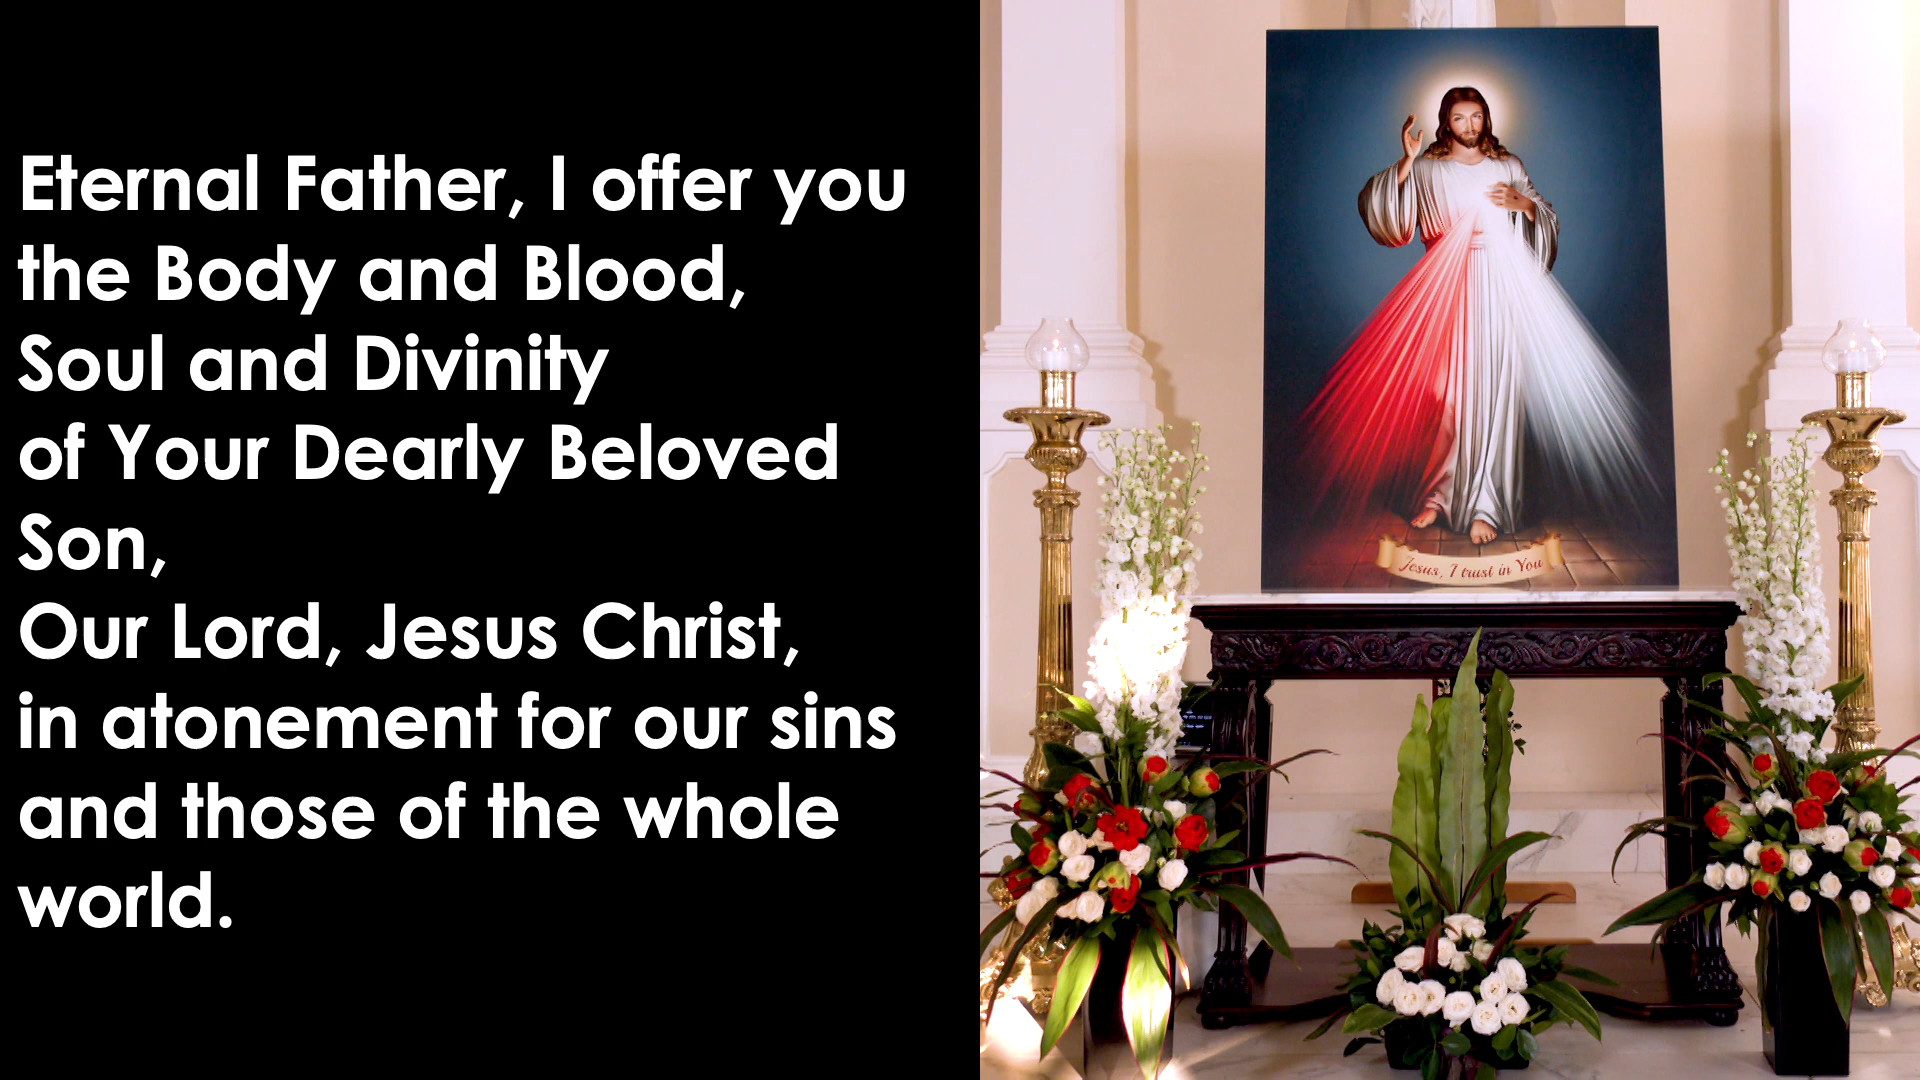 Eternal Father, I offer you
the Body and Blood,
Soul and Divinity
of Your Dearly Beloved
Son,
Our Lord, Jesus Christ,
in atonement for our sins
and those of the whole
world.
Jesus, I trust in You